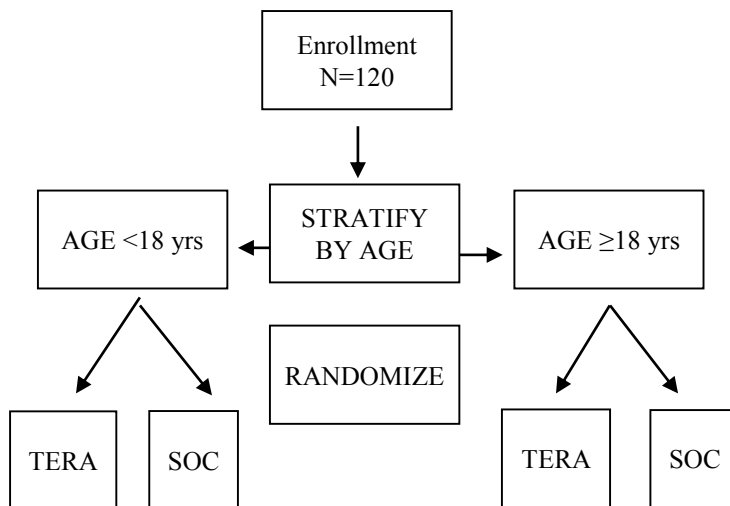 Enrollment
N=120
AGE <18 yrs
STRATIFY
BY AGE
AGE ≥18 yrs
RANDOMIZE
TERA
SOC
TERA
SOC